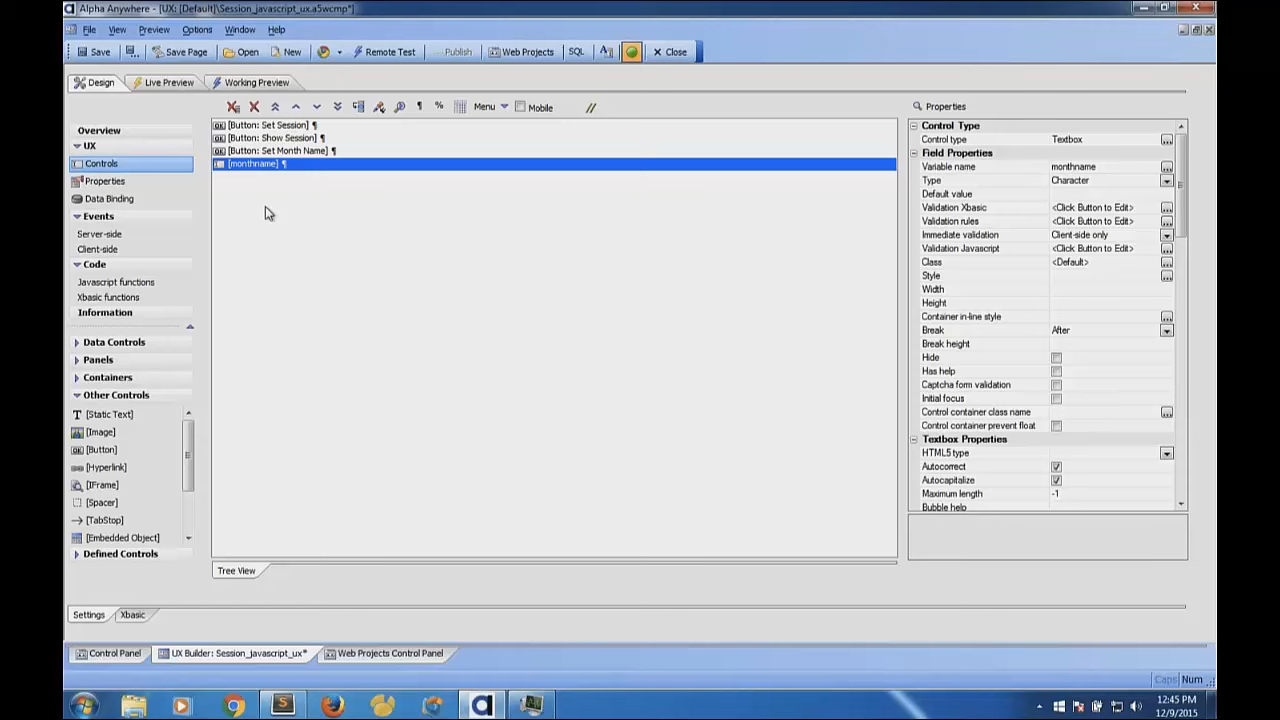 Alpha Anywhere - [UX: [Default]\Session_javascript_ux.a5wcmp*]
File View Preview Options Window Help
Save Save Page Open New Remote Test Publish Web Projects SQL Close
Design Live Preview Working Preview
Menu Mobile
Properties
Overview
UX
Controls
Properties
Data Binding
Events
Server-side
Client-side
Code
Javascript functions
Xbasic functions
Information
Data Controls
Panels
Containers
Other Controls
[Static Text]
[Image]
[Button]
[Hyperlink]
[IFrame]
[Spacer]
[TabStop]
[Embedded Object]
Defined Controls
[Button: Set Session] ¶
[Button: Show Session] ¶
[Button: Set Month Name] ¶
[monthname] ¶
Tree View
Control Type
Control type Textbox
Field Properties
Variable name monthname
Type Character
Default value
Validation Xbasic <Click Button to Edit>
Validation rules <Click Button to Edit>
Immediate validation Client-side only
Validation Javascript <Click Button to Edit>
Class <Default>
Style
Width
Height
Container in-line style
Break After
Break height
Hide
Has help
Captcha form validation
Initial focus
Control container class name
Control container prevent float
Textbox Properties
HTML5 type
Autocorrect
Autocapitalize
Maximum length -1
Bubble help
Settings Xbasic
Control Panel UX Builder: Session_javascript_ux* Web Projects Control Panel
Caps Num
12:45 PM
12/9/2015